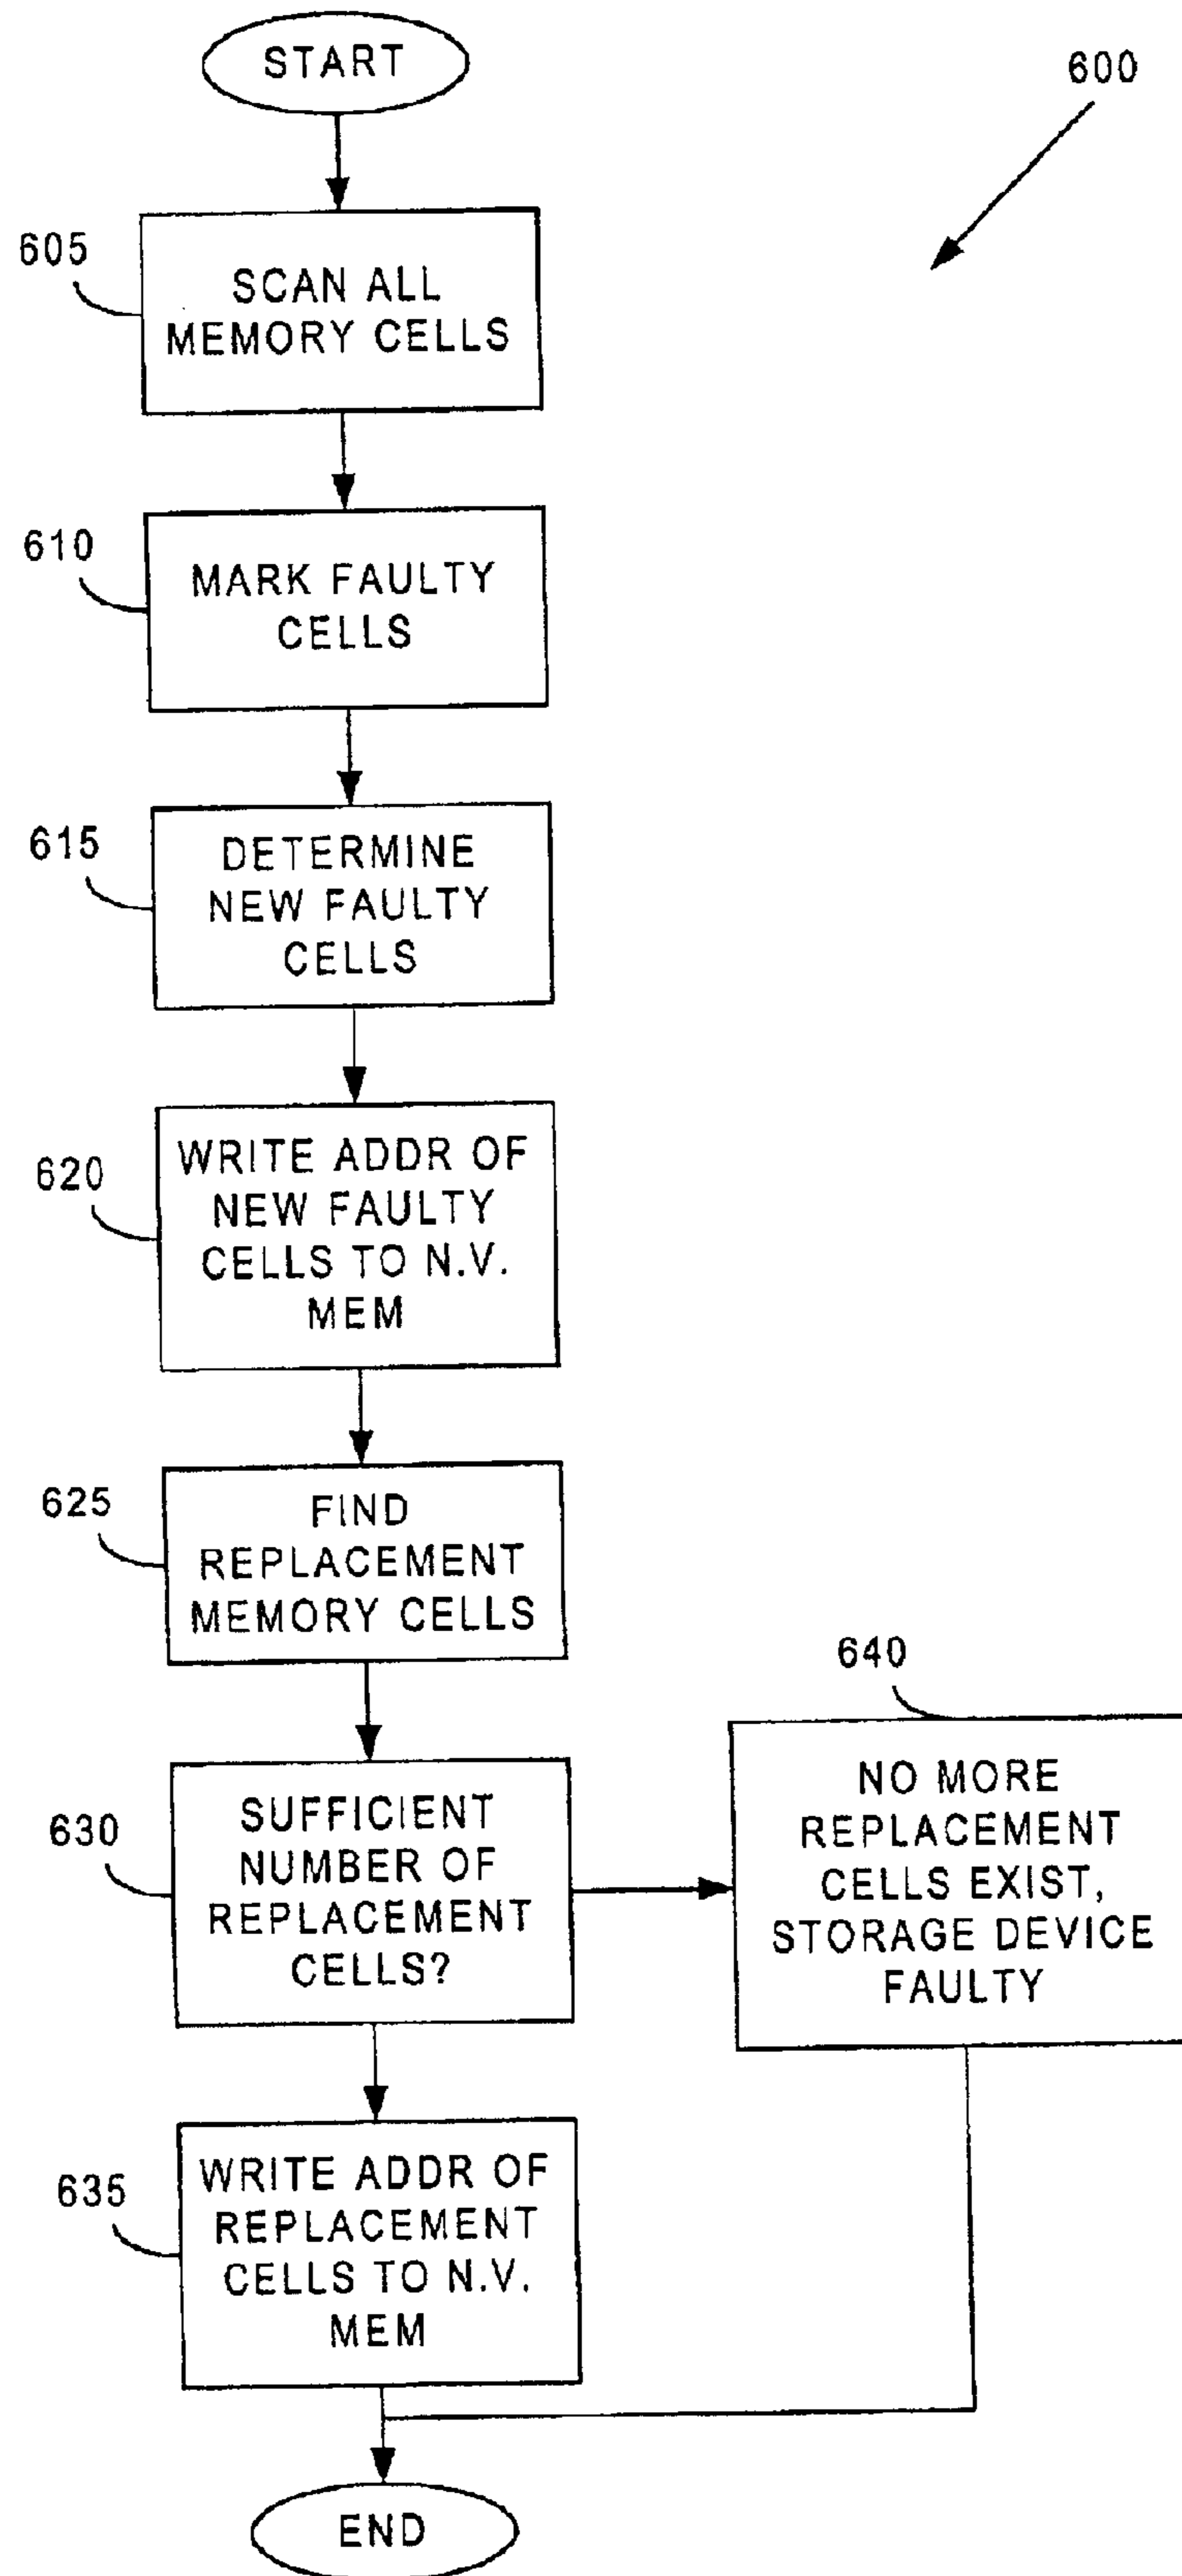 START
600
605
SCAN ALL
MEMORY CELLS
610
MARK FAULTY
CELLS
615
DETERMINE
NEW FAULTY
CELLS
620
WRITE ADDR OF
NEW FAULTY
CELLS TO N.V.
MEM
625
FIND
REPLACEMENT
MEMORY CELLS
630
SUFFICIENT
NUMBER OF
REPLACEMENT
CELLS?
640
NO MORE
REPLACEMENT
CELLS EXIST,
STORAGE DEVICE
FAULTY
635
WRITE ADDR OF
REPLACEMENT
CELLS TO N.V.
MEM
END